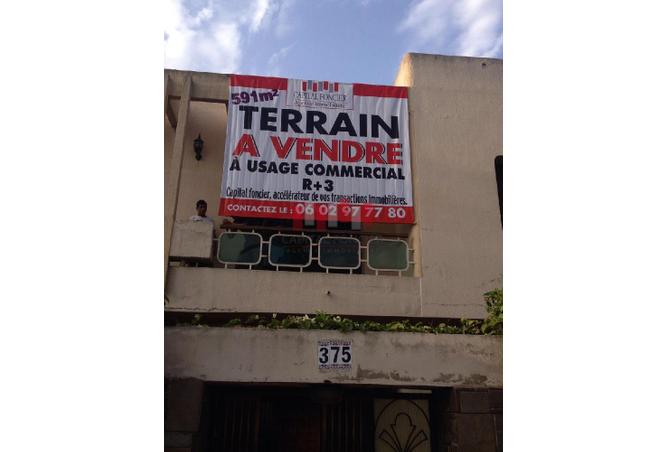 CAPITAL FONCIER
591m²
TERRAIN
A VENDRE
À USAGE COMMERCIAL
R+3
Capital foncier, accélérateur de vos transactions immobilières.
CONTACTEZ LE : 06 02 97 77 80
375